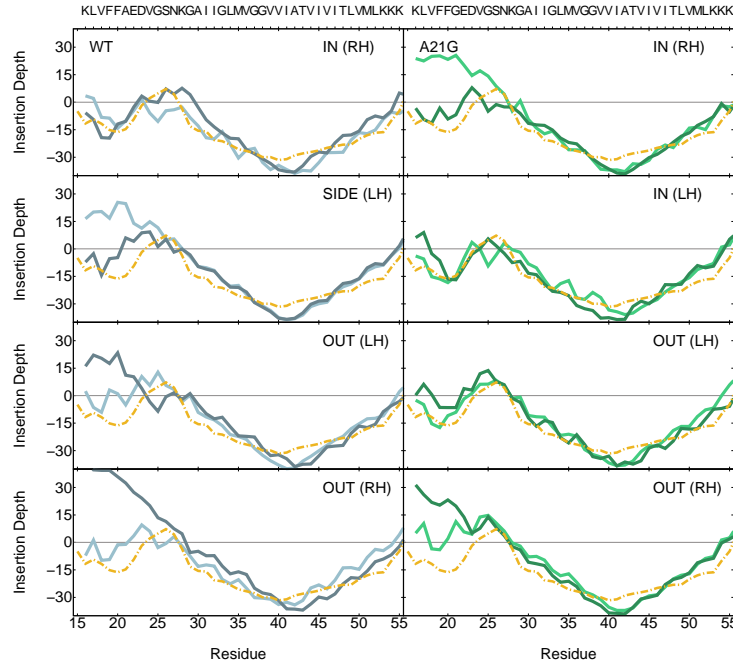 KLVFFAEDVGSNKGAIIGLMVGGVVIATVIVITLVMLKKK KLVFFGEDVGSNKGAIIGLMVGGVVIATVIVITLVMLKKK
WT IN (RH) A21G IN (RH)
30
15
0
−15
−30
Insertion Depth
SIDE (LH) IN (LH)
30
15
0
−15
−30
Insertion Depth
OUT (LH) OUT (LH)
30
15
0
−15
−30
Insertion Depth
OUT (RH) OUT (RH)
30
15
0
−15
−30
Insertion Depth
15 20 25 30 35 40 45 50 55 20 25 30 35 40 45 50 55
Residue Residue